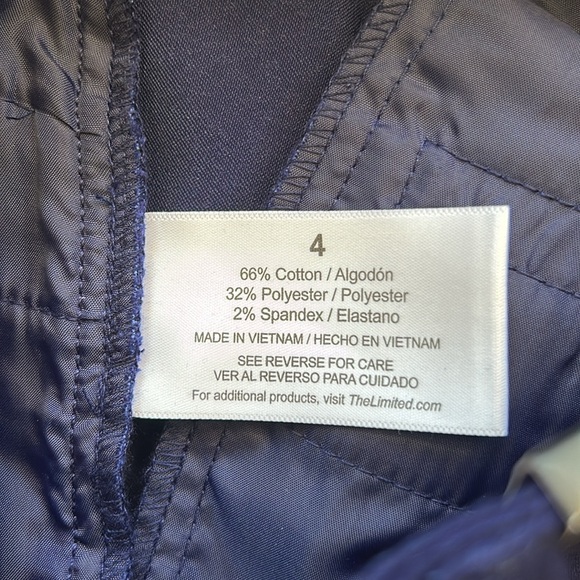 4
66% Cotton / Algodón
32% Polyester / Polyester
2% Spandex / Elastano
MADE IN VIETNAM / HECHO EN VIETNAM
SEE REVERSE FOR CARE
VER AL REVERSO PARA CUIDADO
For additional products, visit TheLimited.com